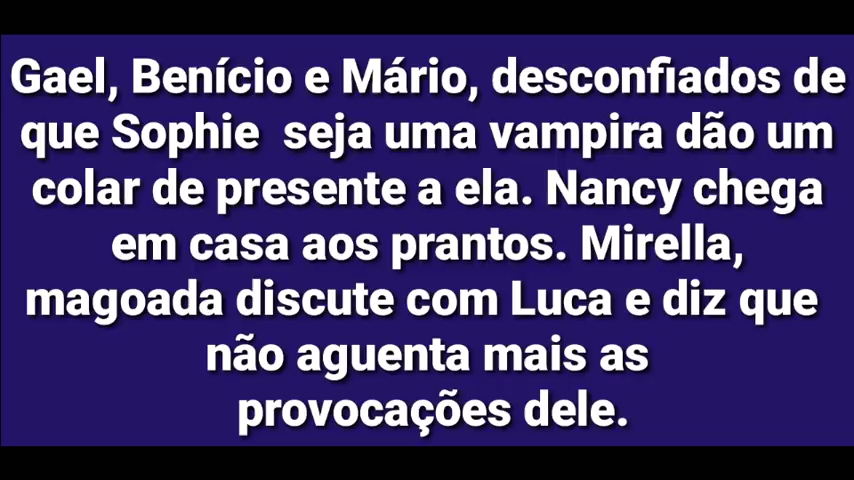 Gael, Benício e Mário, desconfiados de
que Sophie seja uma vampira dão um
colar de presente a ela. Nancy chega
em casa aos prantos. Mirella,
magoada discute com Luca e diz que
não aguenta mais as
provocações dele.